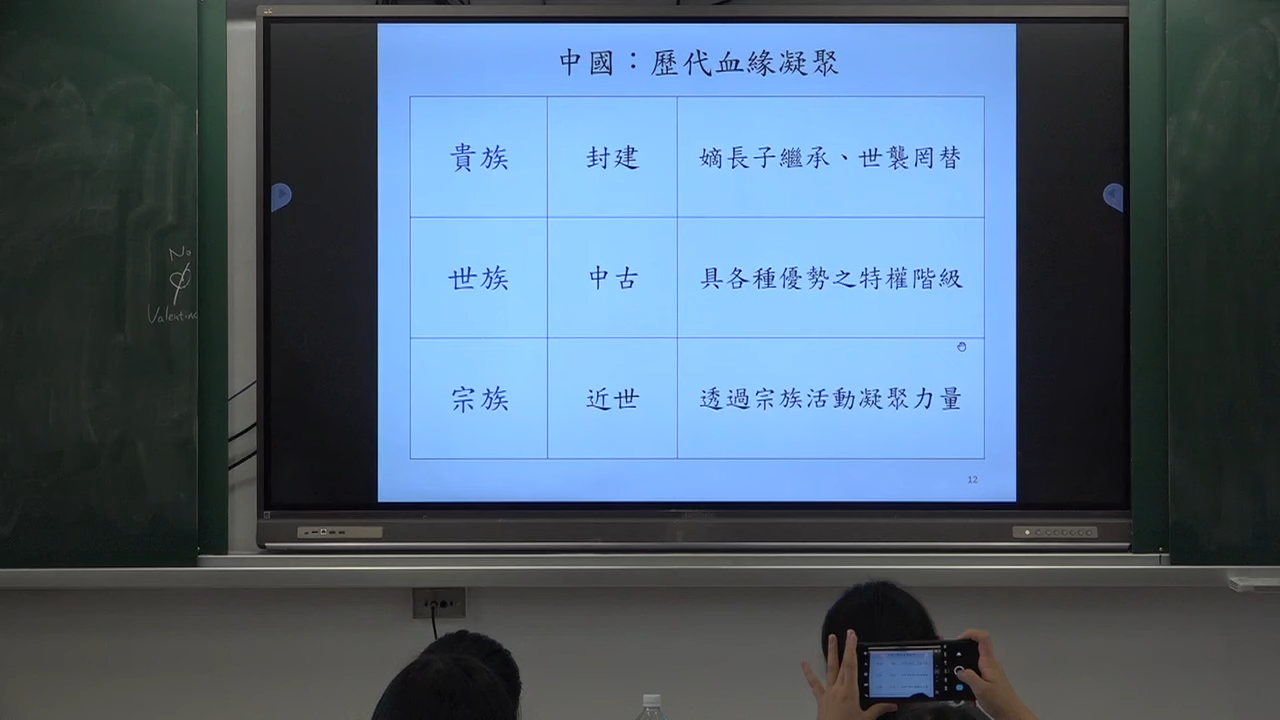 中國：歷代血緣凝聚
貴族 封建 嫡長子繼承、世襲罔替
世族 中古 具各種優勢之特權階級
宗族 近世 透過宗族活動凝聚力量
12
No
Valentino